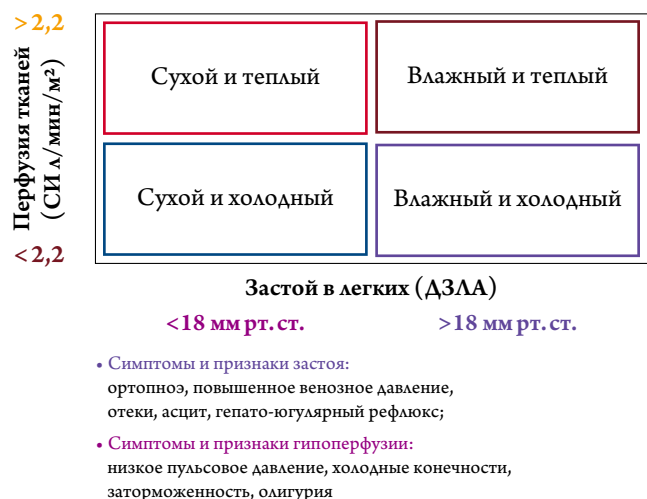 >2,2
Перфузия тканей
(СИ л/мин/м²)
<2,2
Сухой и теплый
Влажный и теплый
Сухой и холодный
Влажный и холодный
Застой в легких (ДЗЛА)
<18 мм рт. ст.
>18 мм рт. ст.
• Симптомы и признаки застоя:
ортопноэ, повышенное венозное давление,
отеки, асцит, гепато-югулярный рефлюкс;
• Симптомы и признаки гипоперфузии:
низкое пульсовое давление, холодные конечности,
заторможенность, олигурия